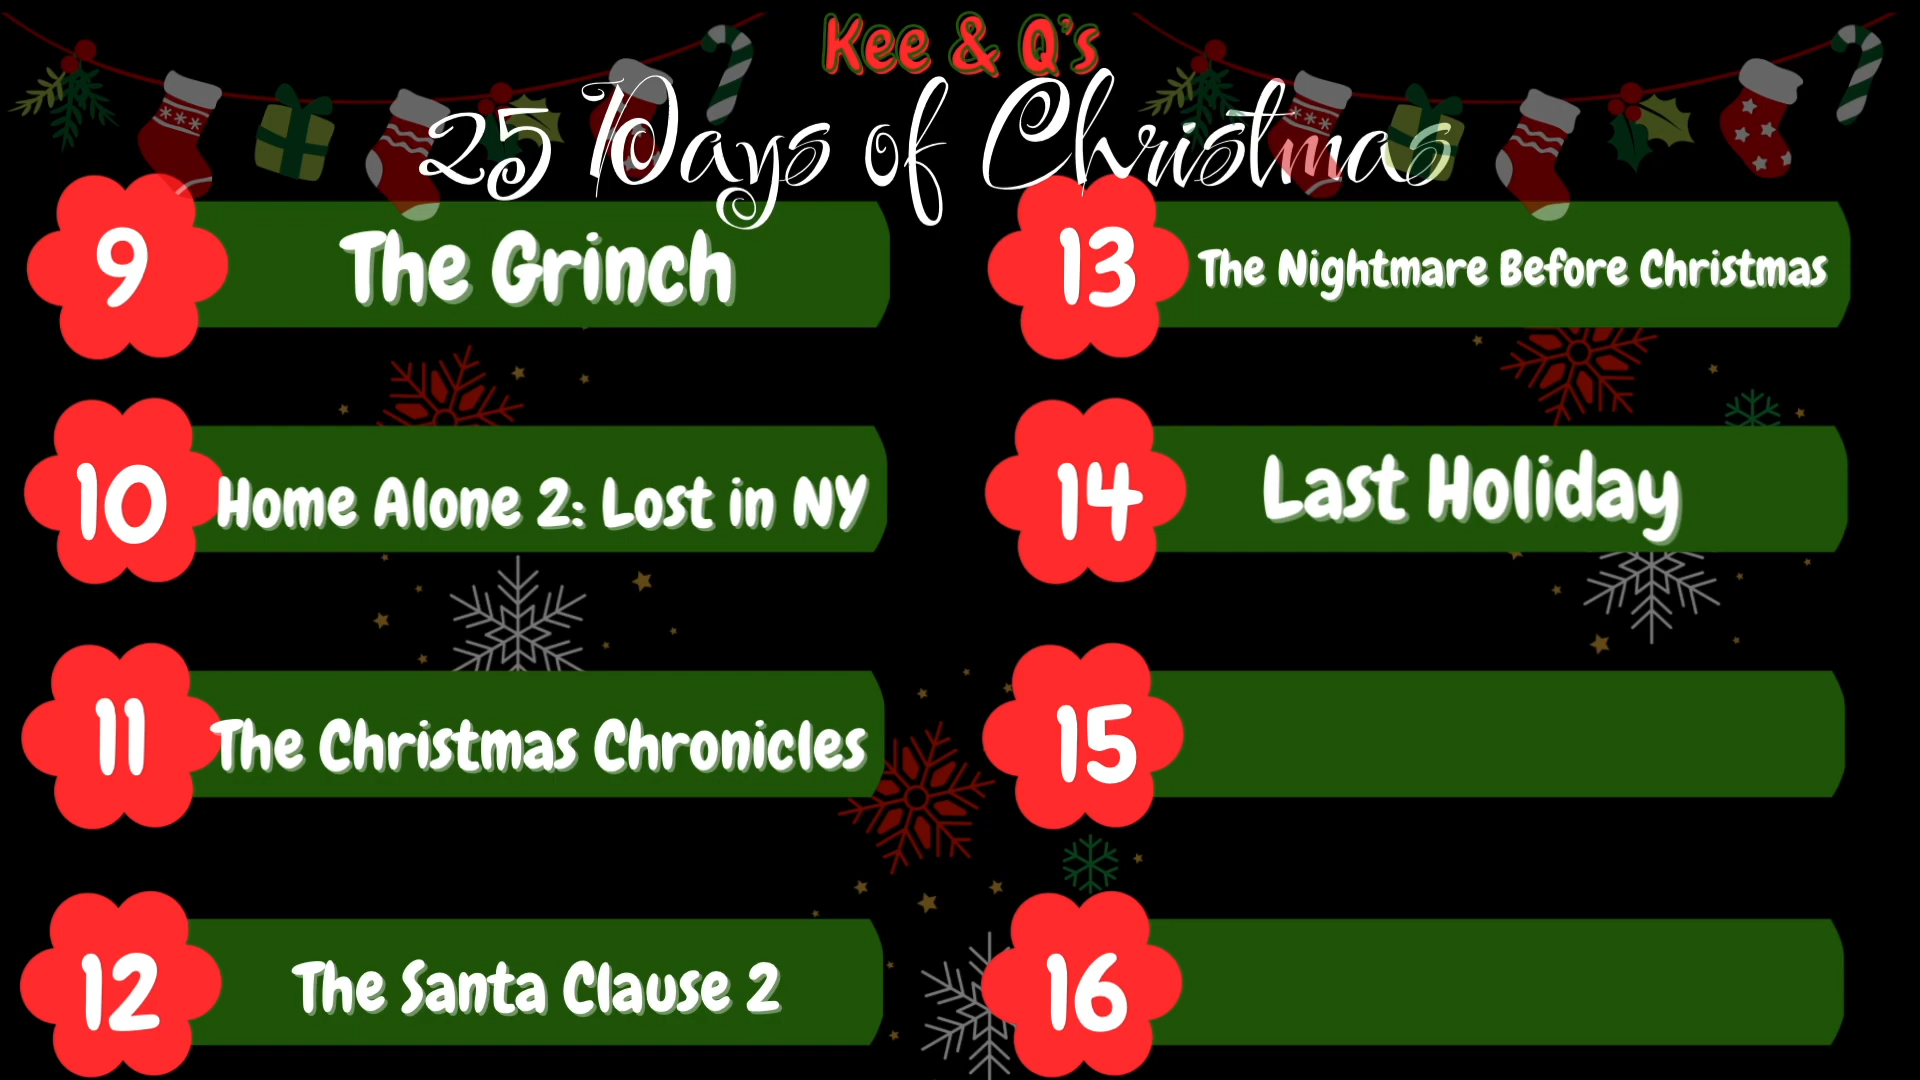 Kee & Q's
25 Days of Christmas
9 The Grinch
10 Home Alone 2: Lost in NY
11 The Christmas Chronicles
12 The Santa Clause 2
13 The Nightmare Before Christmas
14 Last Holiday
15
16